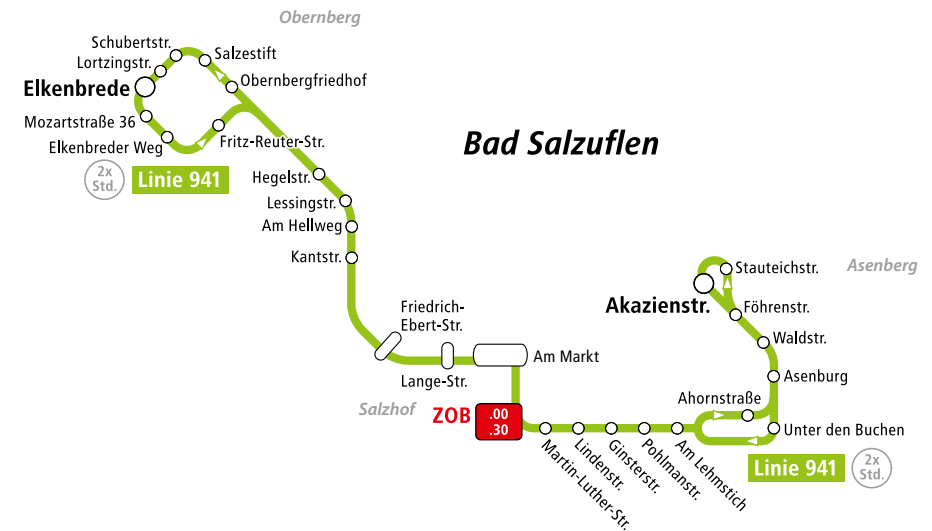 Obernberg
Schubertstr.
Lortzingstr.
Salzestift
Elkenbrede
Obernbergfriedhof
Mozartstraße 36
Elkenbreder Weg
Fritz-Reuter-Str.
Bad Salzuflen
2x
Std.
Linie 941
Hegelstr.
Lessingstr.
Am Hellweg
Kantstr.
Stauteichstr.
Asenberg
Akazienstr.
Föhrenstr.
Friedrich-
Ebert-Str.
Waldstr.
Am Markt
Lange-Str.
Asenburg
Ahornstraße
Salzhof
ZOB
.00
.30
Unter den Buchen
Martin-Luther-Str.
Lindenstr.
Ginsterstr.
Pohlmanstr.
Am Lehmstich
Linie 941
2x
Std.